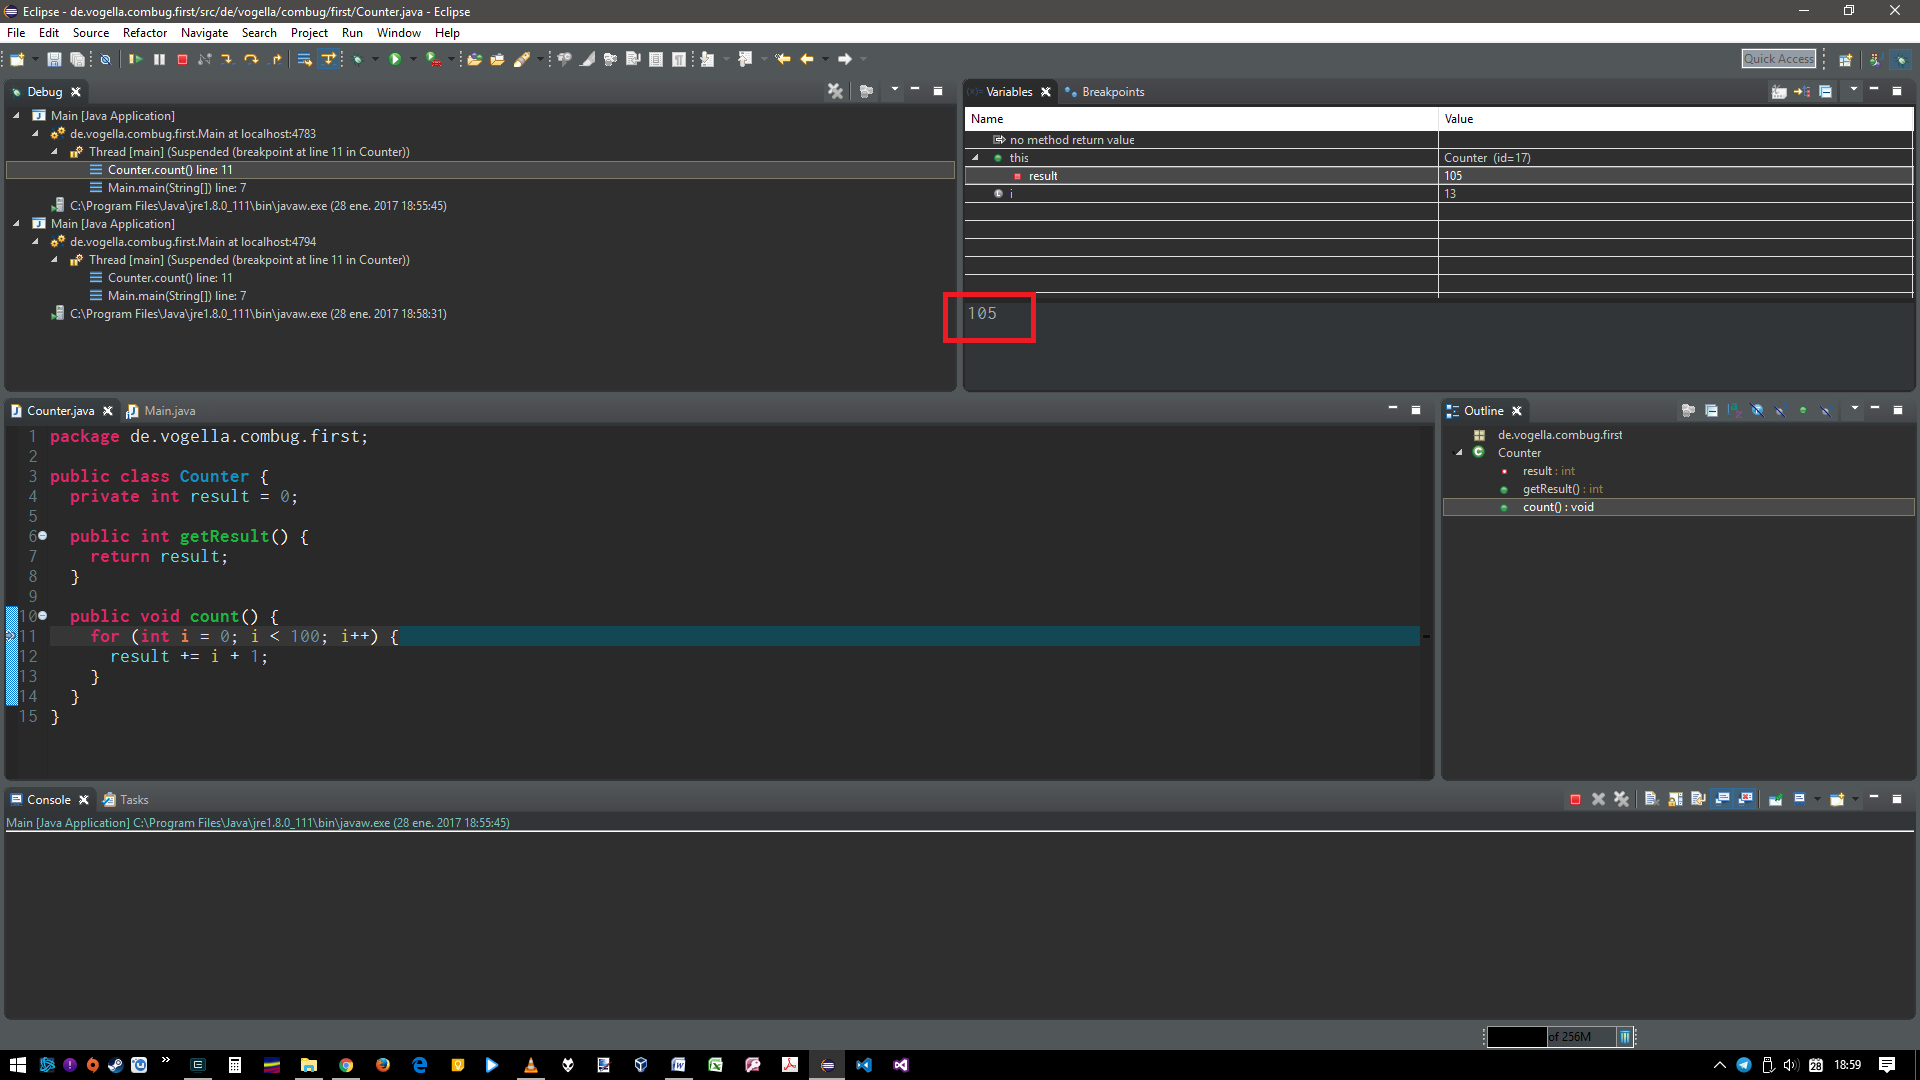 Eclipse - de.vogella.combug.first/src/de/vogella/combug/first/Counter.java - Eclipse
File Edit Source Refactor Navigate Search Project Run Window Help
Quick Access
Debug
Main [Java Application]
de.vogella.combug.first.Main at localhost:4783
Thread [main] (Suspended (breakpoint at line 11 in Counter))
Counter.count() line: 11
Main.main(String[]) line: 7
C:\Program Files\Java\jre1.8.0_111\bin\javaw.exe (28 ene. 2017 18:55:45)
Main [Java Application]
de.vogella.combug.first.Main at localhost:4794
Thread [main] (Suspended (breakpoint at line 11 in Counter))
Counter.count() line: 11
Main.main(String[]) line: 7
C:\Program Files\Java\jre1.8.0_111\bin\javaw.exe (28 ene. 2017 18:58:31)
Variables Breakpoints
Name Value
no method return value
this Counter (id=17)
result 105
i 13
105
Counter.java Main.java
1 package de.vogella.combug.first;
2
3 public class Counter {
4 private int result = 0;
5
6 public int getResult() {
7 return result;
8 }
9
10 public void count() {
11 for (int i = 0; i < 100; i++) {
12 result += i + 1;
13 }
14 }
15 }
Outline
de.vogella.combug.first
Counter
result : int
getResult() : int
count() : void
Console Tasks
Main [Java Application] C:\Program Files\Java\jre1.8.0_111\bin\javaw.exe (28 ene. 2017 18:55:45)
of 256M
28 18:59